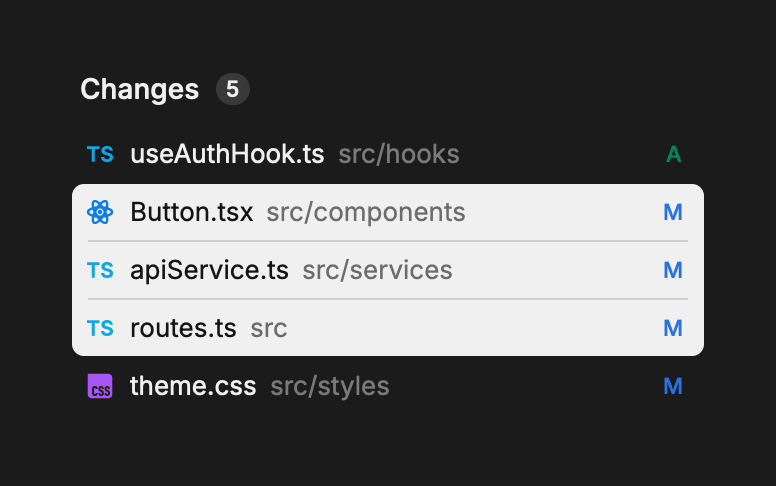 Changes 5
TS useAuthHook.ts src/hooks A
Button.tsx src/components M
TS apiService.ts src/services M
TS routes.ts src M
CSS theme.css src/styles M